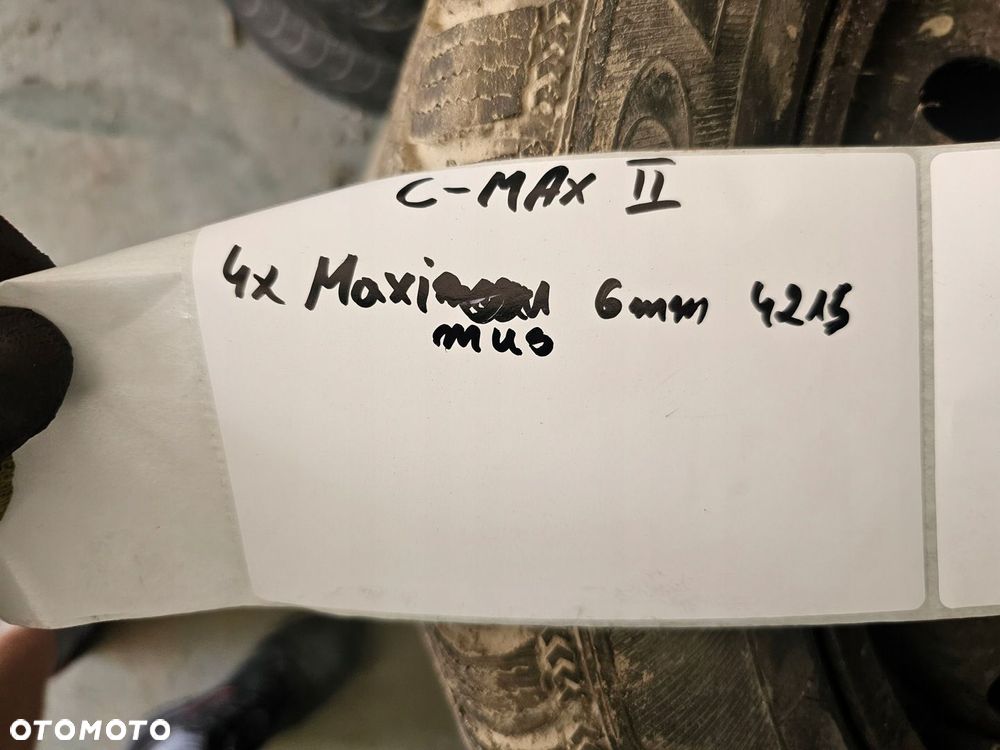 C-MAX II
4x Maxi 6mm 4215
mus
OTOMOTO